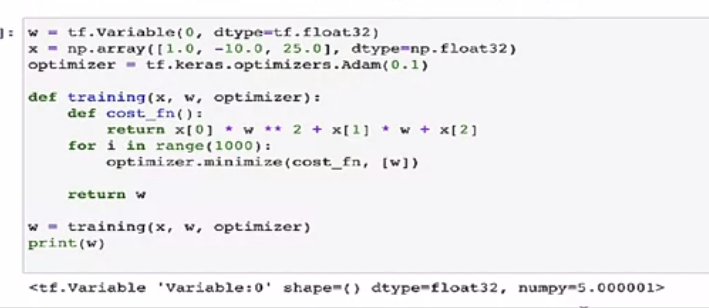 ]: w = tf.Variable(0, dtype=tf.float32)
x = np.array([1.0, -10.0, 25.0], dtype=np.float32)
optimizer = tf.keras.optimizers.Adam(0.1)
def training(x, w, optimizer):
    def cost_fn():
        return x[0] * w ** 2 + x[1] * w + x[2]
    for i in range(1000):
        optimizer.minimize(cost_fn, [w])
    return w
w = training(x, w, optimizer)
print(w)
<tf.Variable 'Variable:0' shape=() dtype=float32, numpy=5.000001>